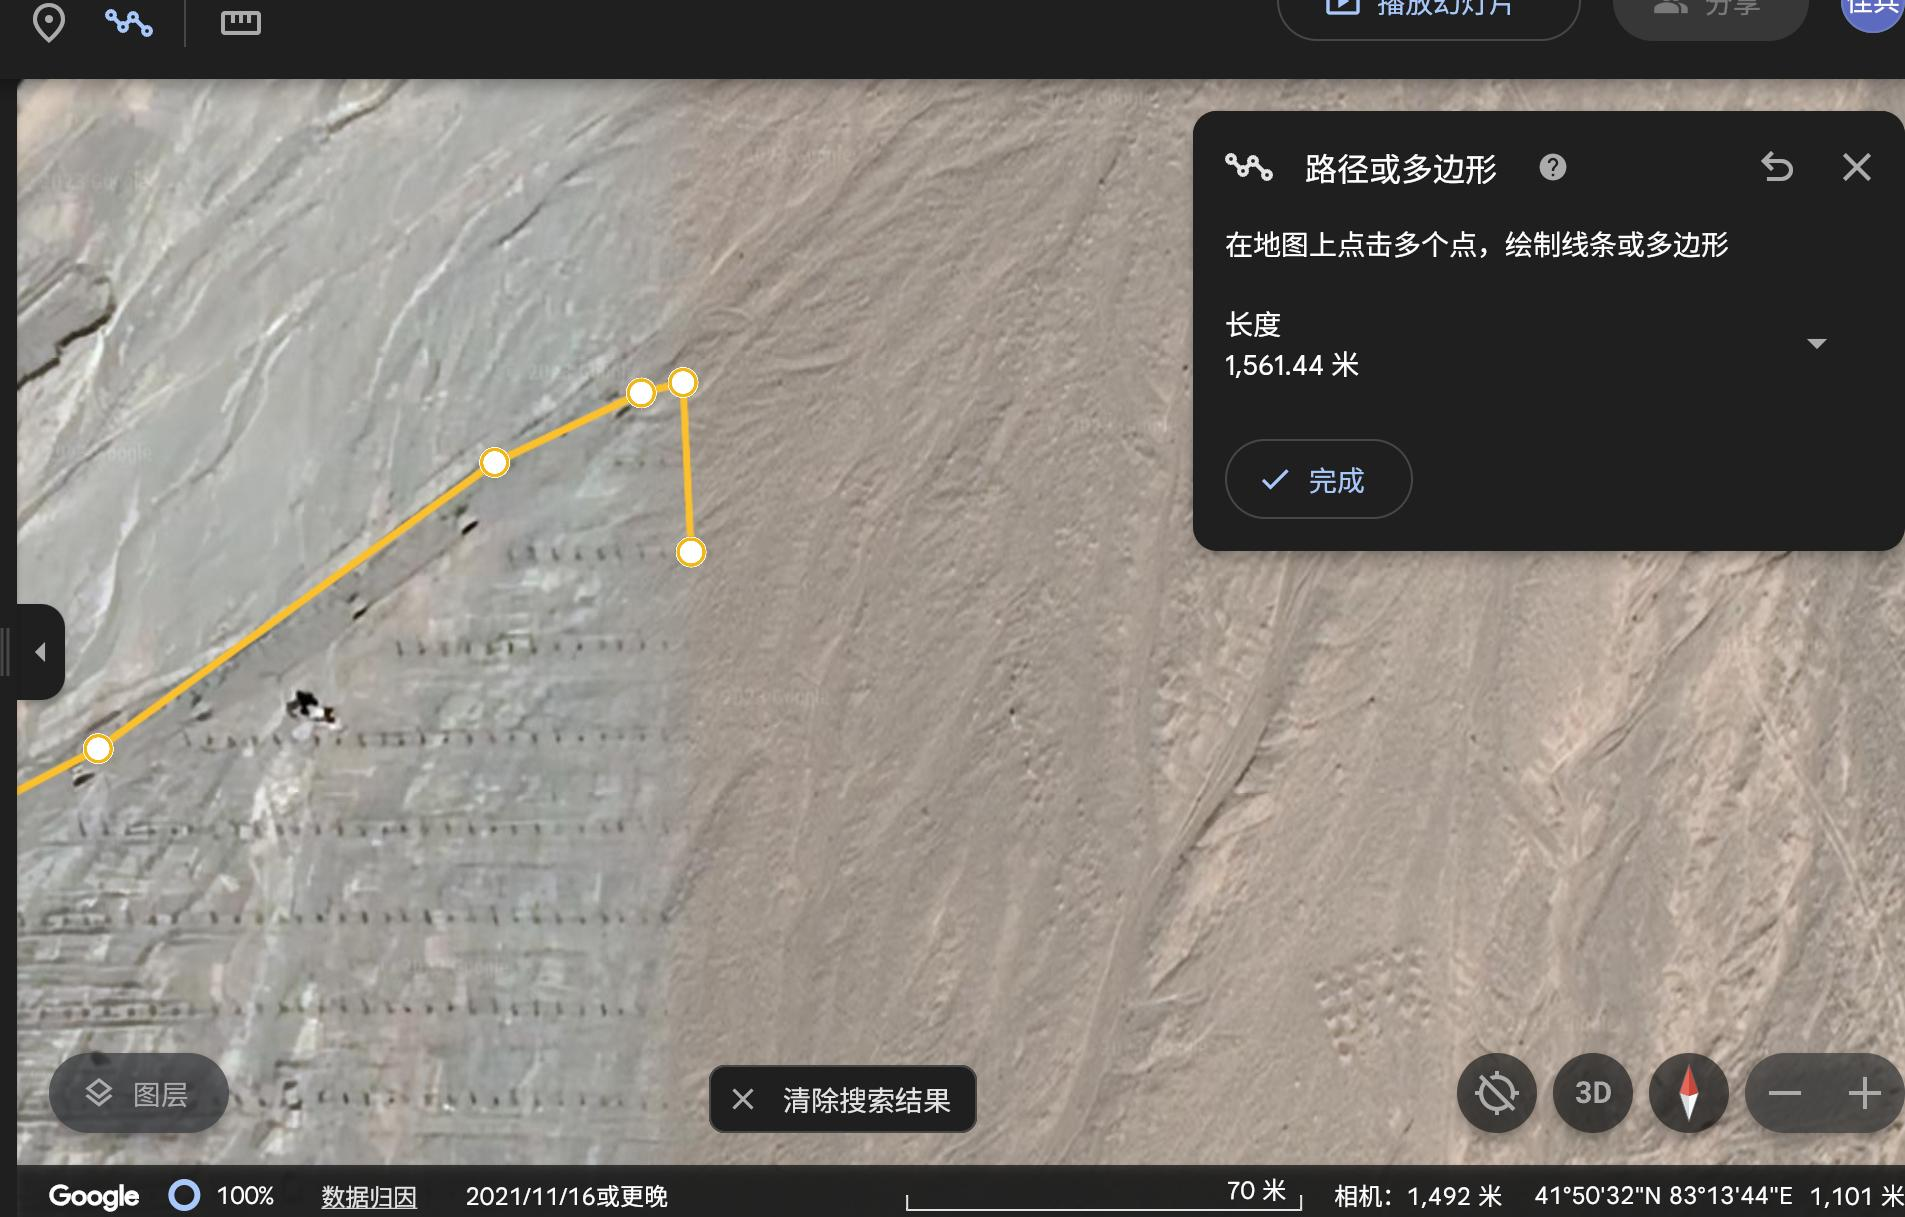 播放幻灯片
分享
佳兵
路径或多边形
在地图上点击多个点，绘制线条或多边形
长度
1,561.44 米
完成
图层
清除搜索结果
3D
Google
100%
数据归因
2021/11/16或更晚
70 米
相机：1,492 米
41°50'32"N 83°13'44"E
1,101 米